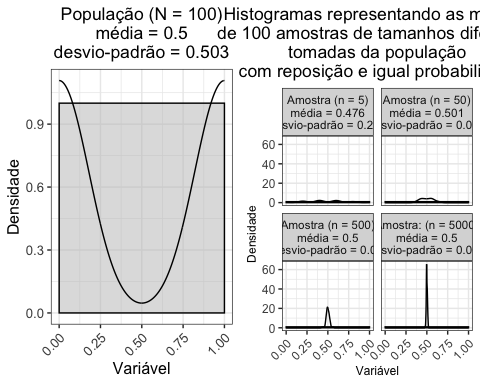 População (N = 100)
média = 0.5
desvio-padrão = 0.503
Densidade
0.9
0.6
0.3
0.0
0.00
0.25
0.50
0.75
1.00
Variável
Histogramas representando as m
de 100 amostras de tamanhos dif
tomadas da população
com reposição e igual probabili
Amostra (n = 5)
média = 0.476
svio-padrão = 0.2
Amostra (n = 50)
média = 0.501
svio-padrão = 0.0
Amostra (n = 500)
média = 0.5
esvio-padrão = 0.0
mostra: (n = 5000
média = 0.5
svio-padrão = 0.0
Densidade
60
40
20
0
60
40
20
0
0.00
0.25
0.50
0.75
1.00
0.00
0.25
0.50
0.75
1.00
Variável